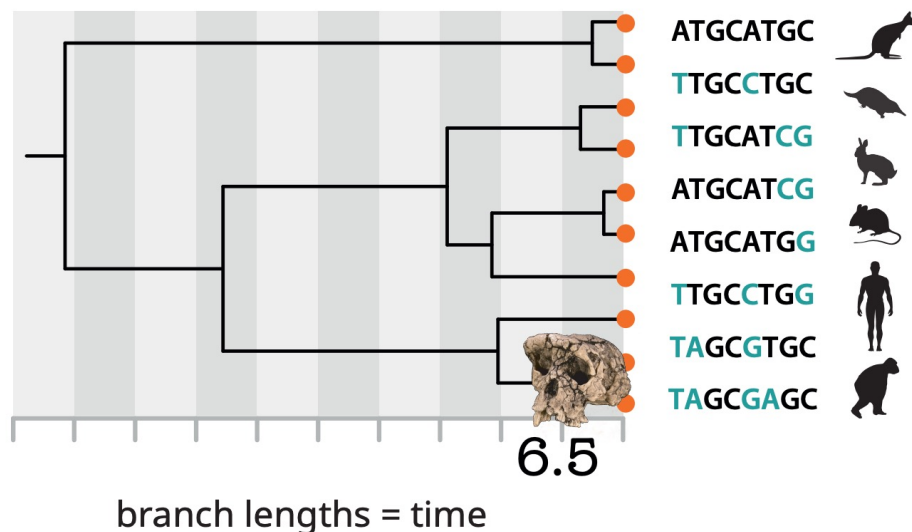 ATGCATGC
TTGCCTGC
TTGCATCG
ATGCATCG
ATGCATGG
TTGCCTGG
TAGCGTGC
TAGCGAGC
6.5
branch lengths = time